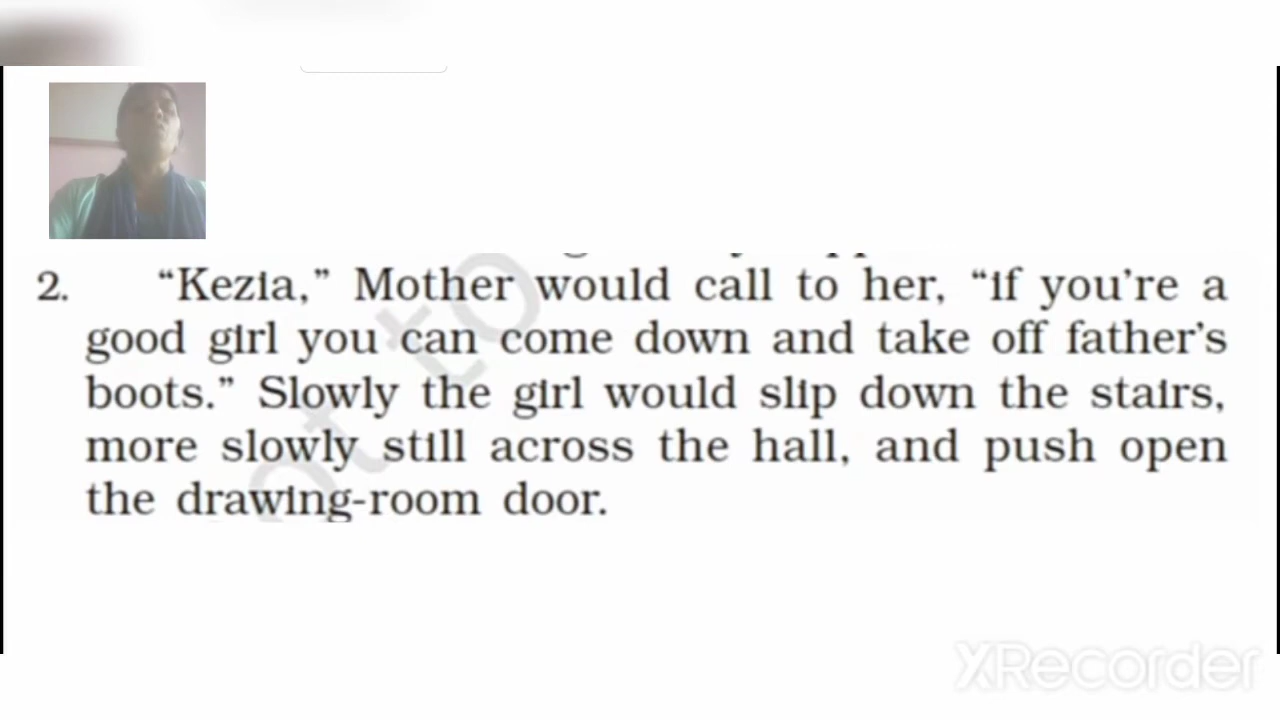 2. “Kezia,” Mother would call to her, “if you’re a
good girl you can come down and take off father’s
boots.” Slowly the girl would slip down the stairs,
more slowly still across the hall, and push open
the drawing-room door.
XRecorder